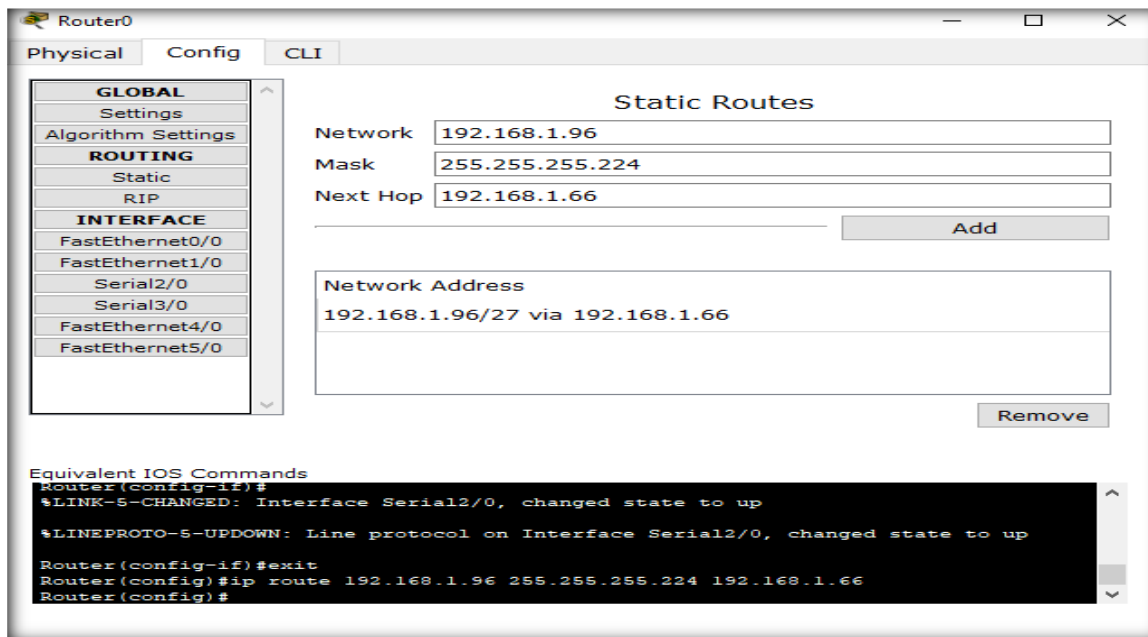 Router0
Physical Config CLI
GLOBAL
Settings
Algorithm Settings
ROUTING
Static
RIP
INTERFACE
FastEthernet0/0
FastEthernet1/0
Serial2/0
Serial3/0
FastEthernet4/0
FastEthernet5/0
Static Routes
Network 192.168.1.96
Mask 255.255.255.224
Next Hop 192.168.1.66
Add
Network Address
192.168.1.96/27 via 192.168.1.66
Remove
Equivalent IOS Commands
Router(config-if)#
%LINK-5-CHANGED: Interface Serial2/0, changed state to up
%LINEPROTO-5-UPDOWN: Line protocol on Interface Serial2/0, changed state to up
Router(config-if)#exit
Router(config)#ip route 192.168.1.96 255.255.255.224 192.168.1.66
Router(config)#